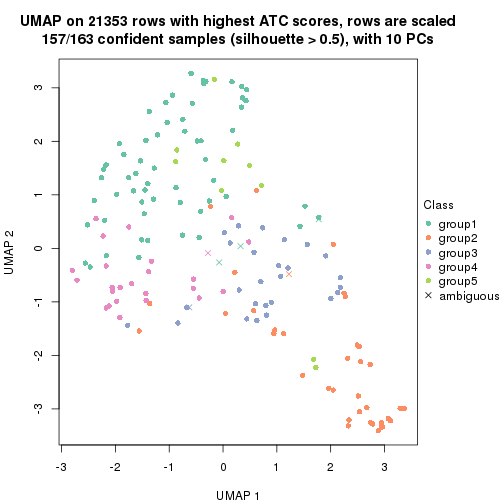 UMAP on 21353 rows with highest ATC scores, rows are scaled
157/163 confident samples (silhouette > 0.5), with 10 PCs
UMAP 2
3
2
1
0
-1
-2
-3
-3 -2 -1 0 1 2 3
UMAP 1
Class
group1
group2
group3
group4
group5
ambiguous